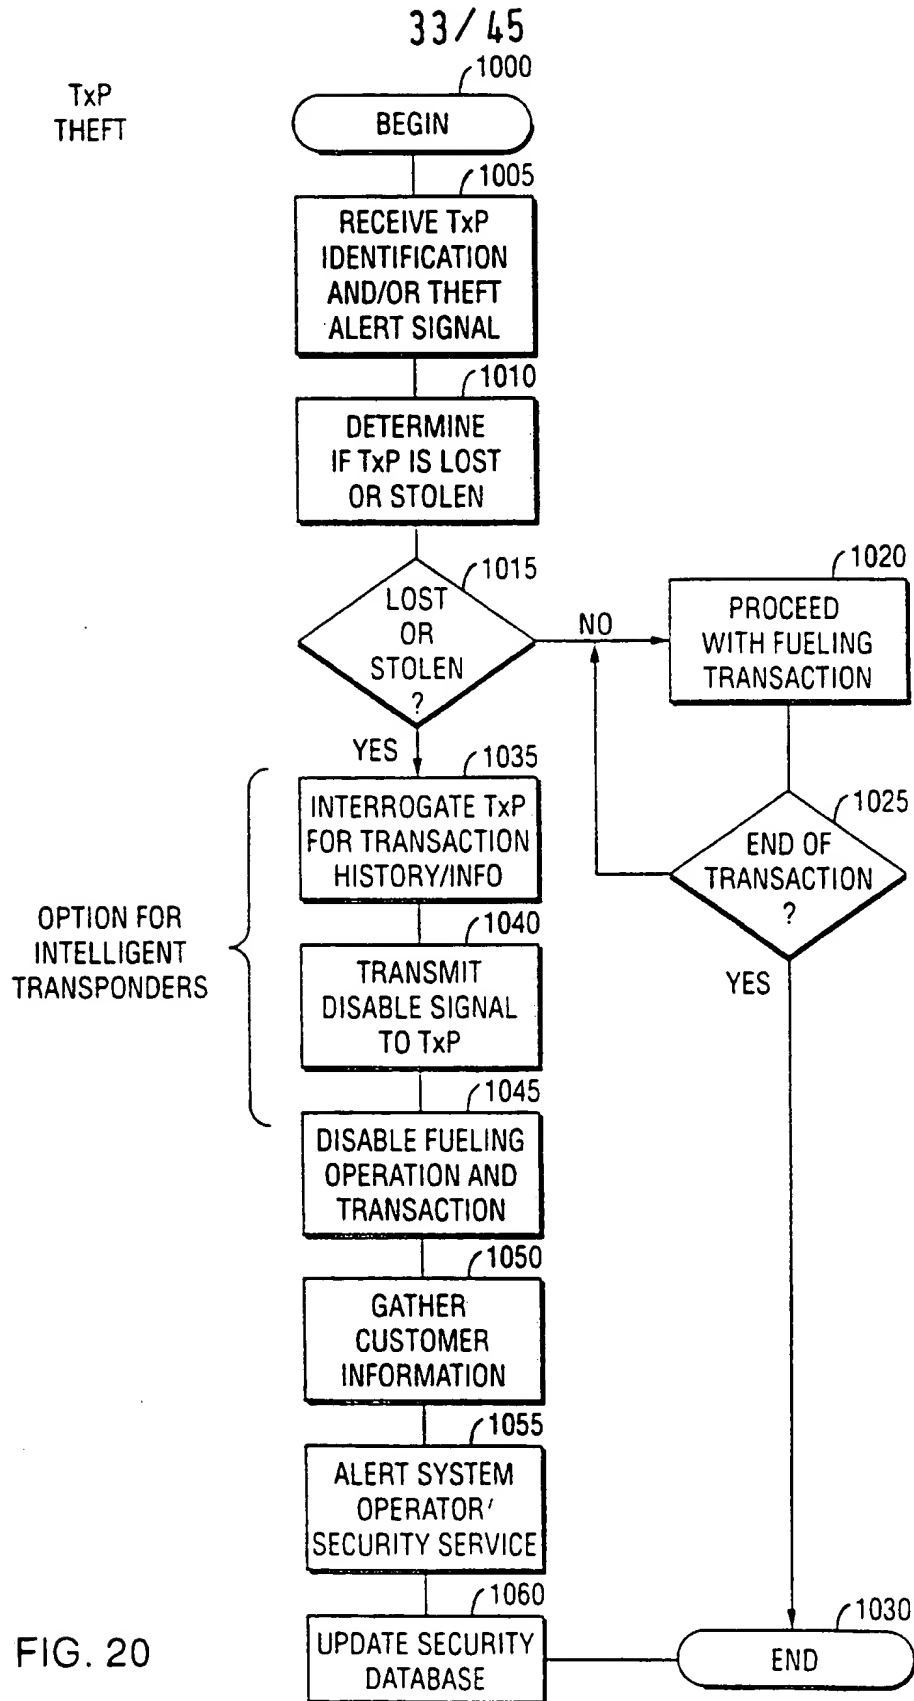 33/45
TxP
THEFT
1000
BEGIN
1005
RECEIVE TxP
IDENTIFICATION
AND/OR THEFT
ALERT SIGNAL
1010
DETERMINE
IF TxP IS LOST
OR STOLEN
1015
LOST
OR
STOLEN
?
NO
1020
PROCEED
WITH FUELING
TRANSACTION
1025
END OF
TRANSACTION
?
YES
YES
1035
INTERROGATE TxP
FOR TRANSACTION
HISTORY/INFO
OPTION FOR
INTELLIGENT
TRANSPONDERS
1040
TRANSMIT
DISABLE SIGNAL
TO TxP
1045
DISABLE FUELING
OPERATION AND
TRANSACTION
1050
GATHER
CUSTOMER
INFORMATION
1055
ALERT SYSTEM
OPERATOR/
SECURITY SERVICE
1060
UPDATE SECURITY
DATABASE
1030
END
FIG. 20